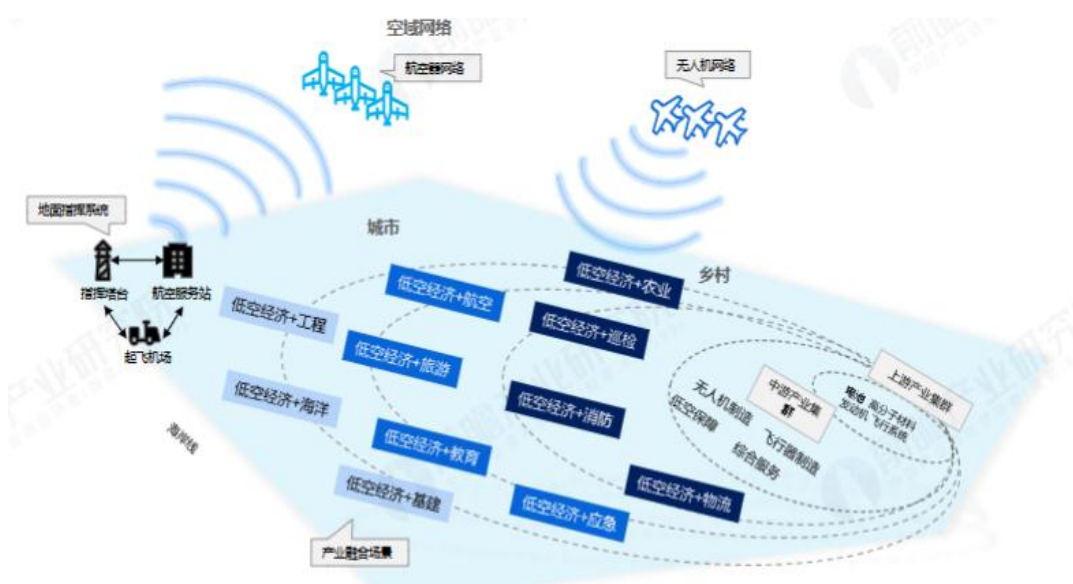 空域网络
航空器网络
无人机网络
地面指挥系统
城市
乡村
指挥塔台
航空服务站
起飞机场
低空经济+农业
低空经济+航空
低空经济+工程
低空经济+巡检
低空经济+旅游
低空经济+海洋
低空经济+消防
低空经济+教育
低空经济+基建
低空经济+物流
低空经济+应急
上游产业集群
电池 高分子材料
发动机 飞行系统
中游产业集
群
无人机制造
低空保障
飞行器制造
综合服务
海岸线
产业融合场景